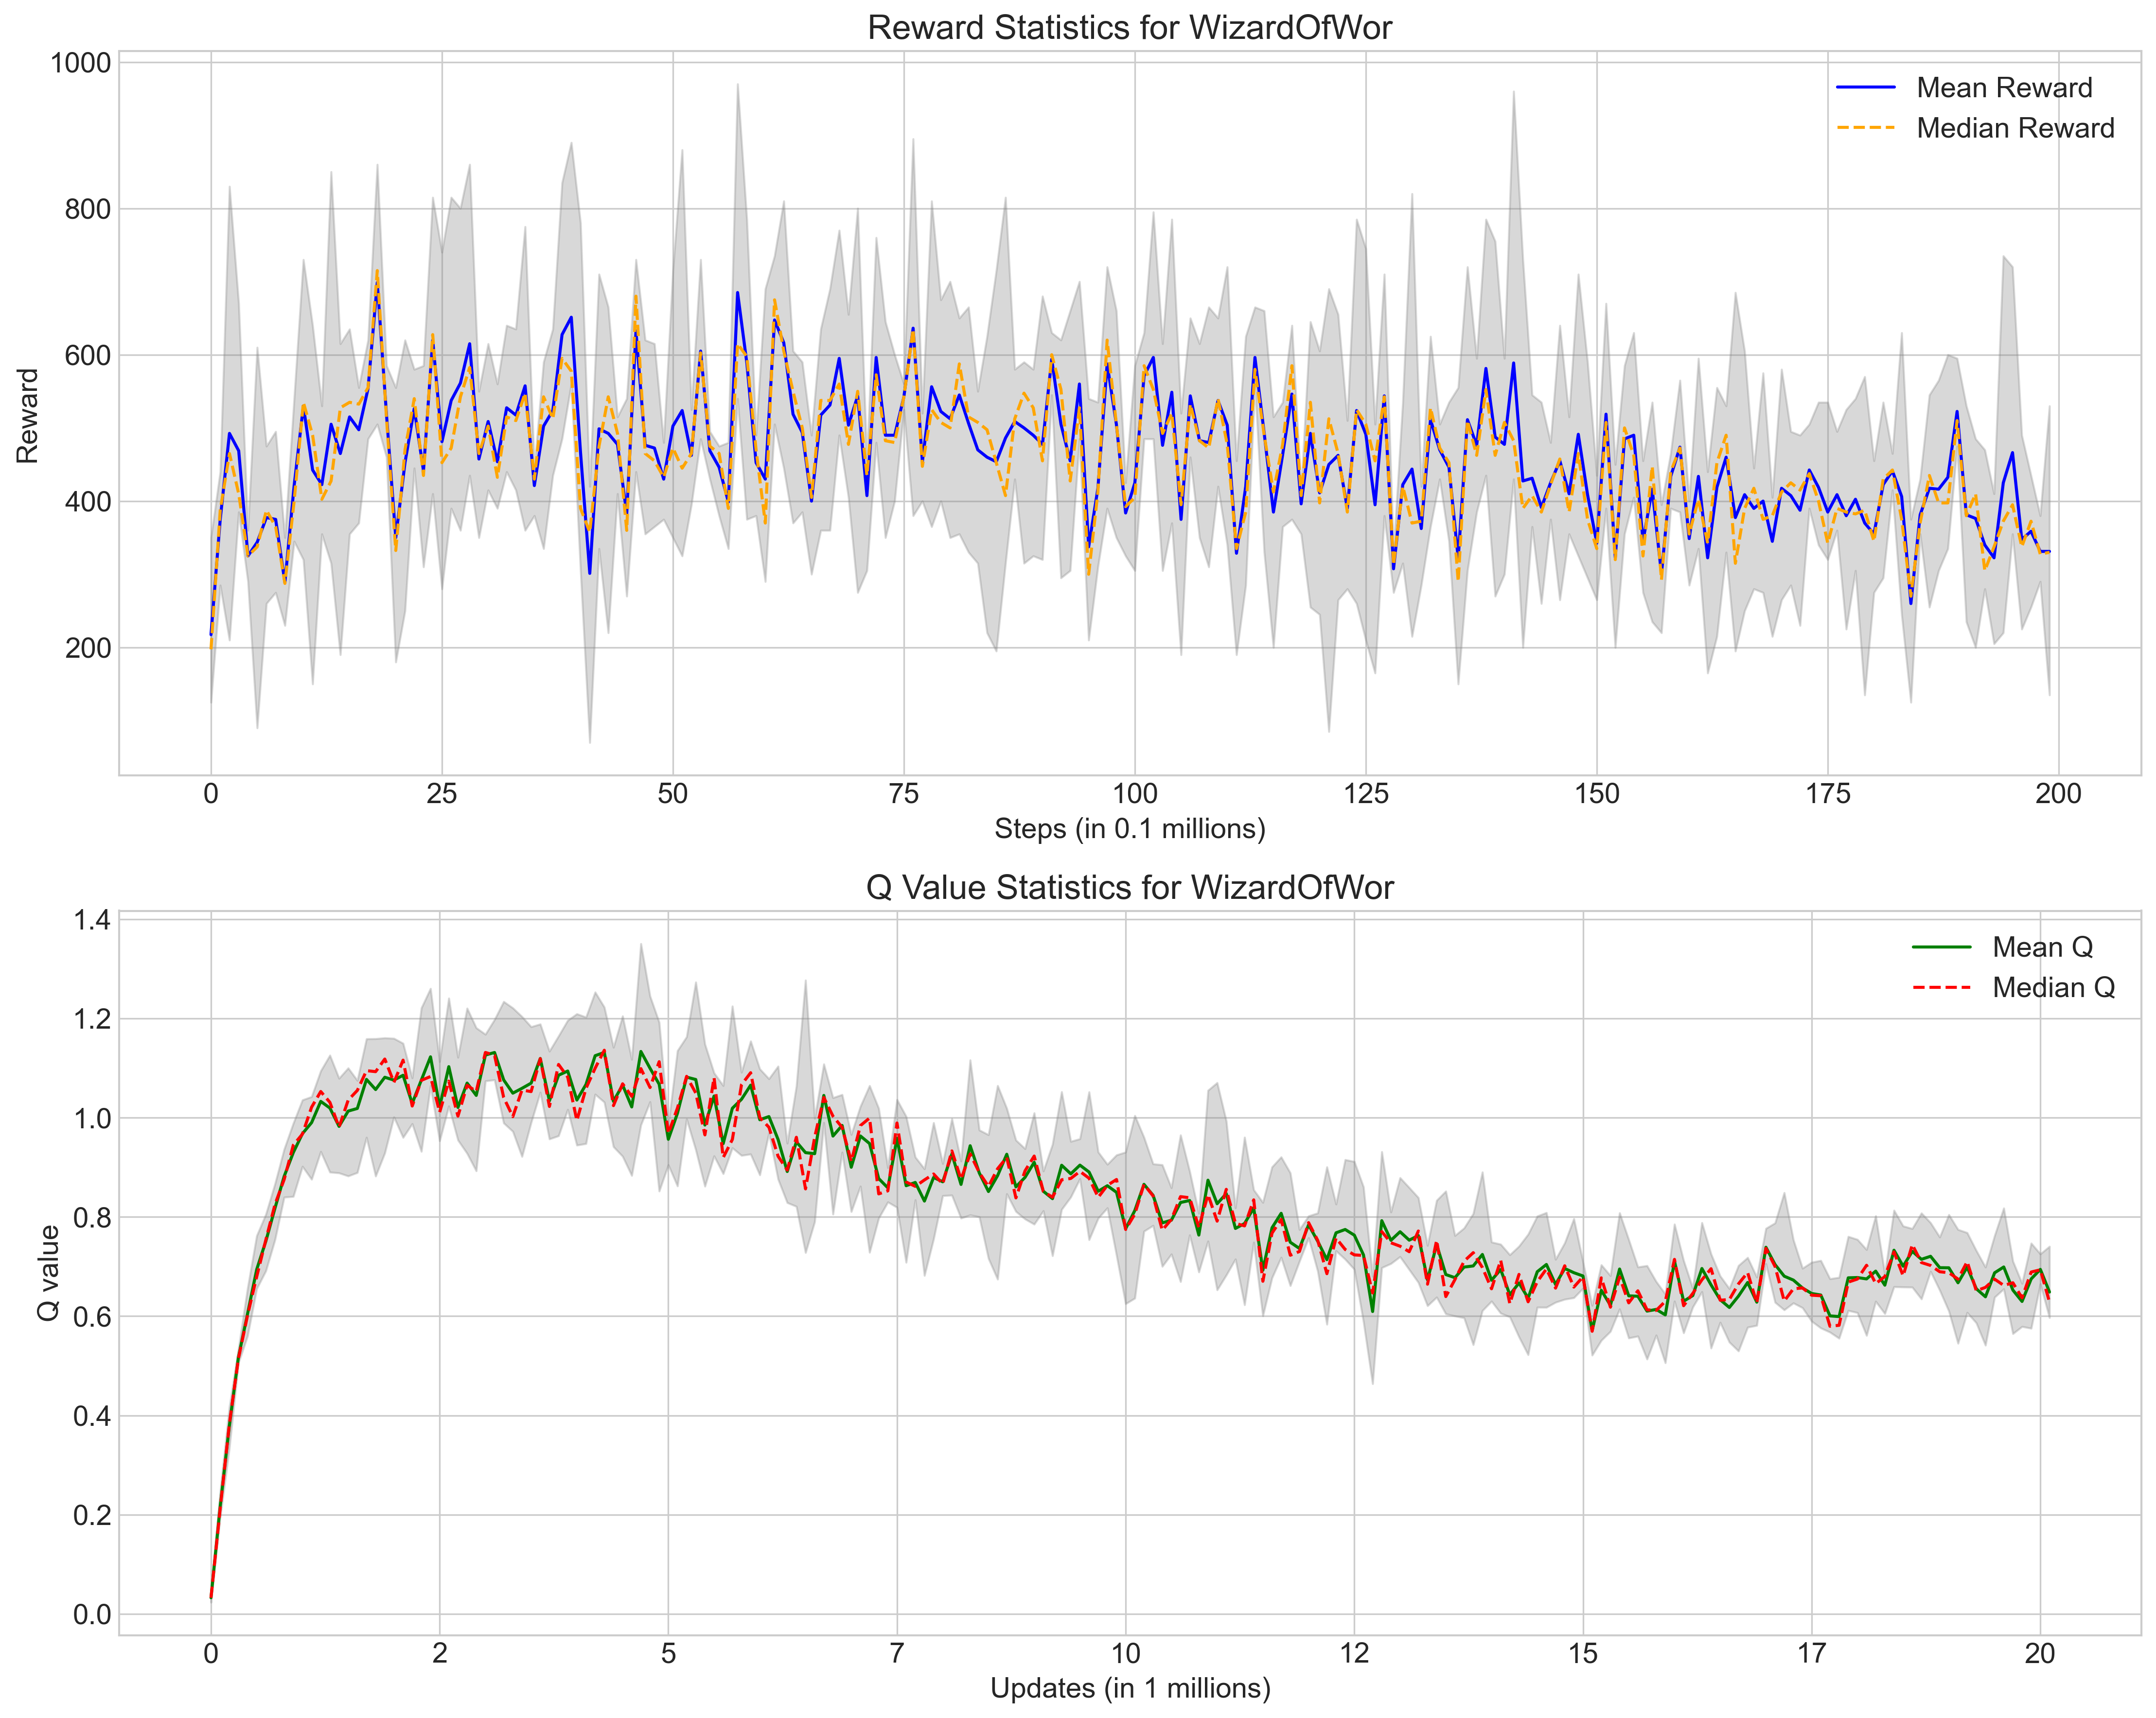 Reward Statistics for WizardOfWor
1000
800
600
400
200
Reward
Mean Reward
Median Reward
0 25 50 75 100 125 150 175 200
Steps (in 0.1 millions)
Q Value Statistics for WizardOfWor
1.4
1.2
1.0
0.8
0.6
0.4
0.2
0.0
Q value
Mean Q
Median Q
0 2 5 7 10 12 15 17 20
Updates (in 1 millions)